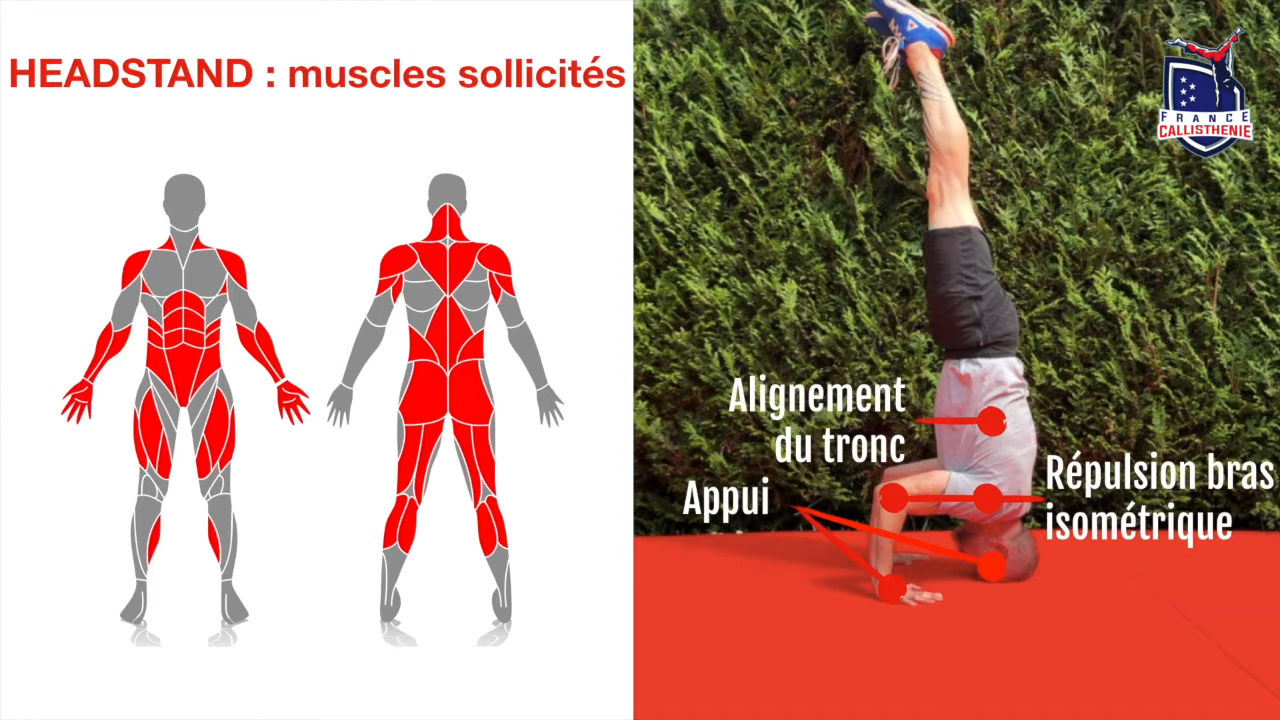 HEADSTAND : muscles sollicités
FRANCE
CALLISTHENIE
Alignement
du tronc
Appui
Répulsion bras
isométrique